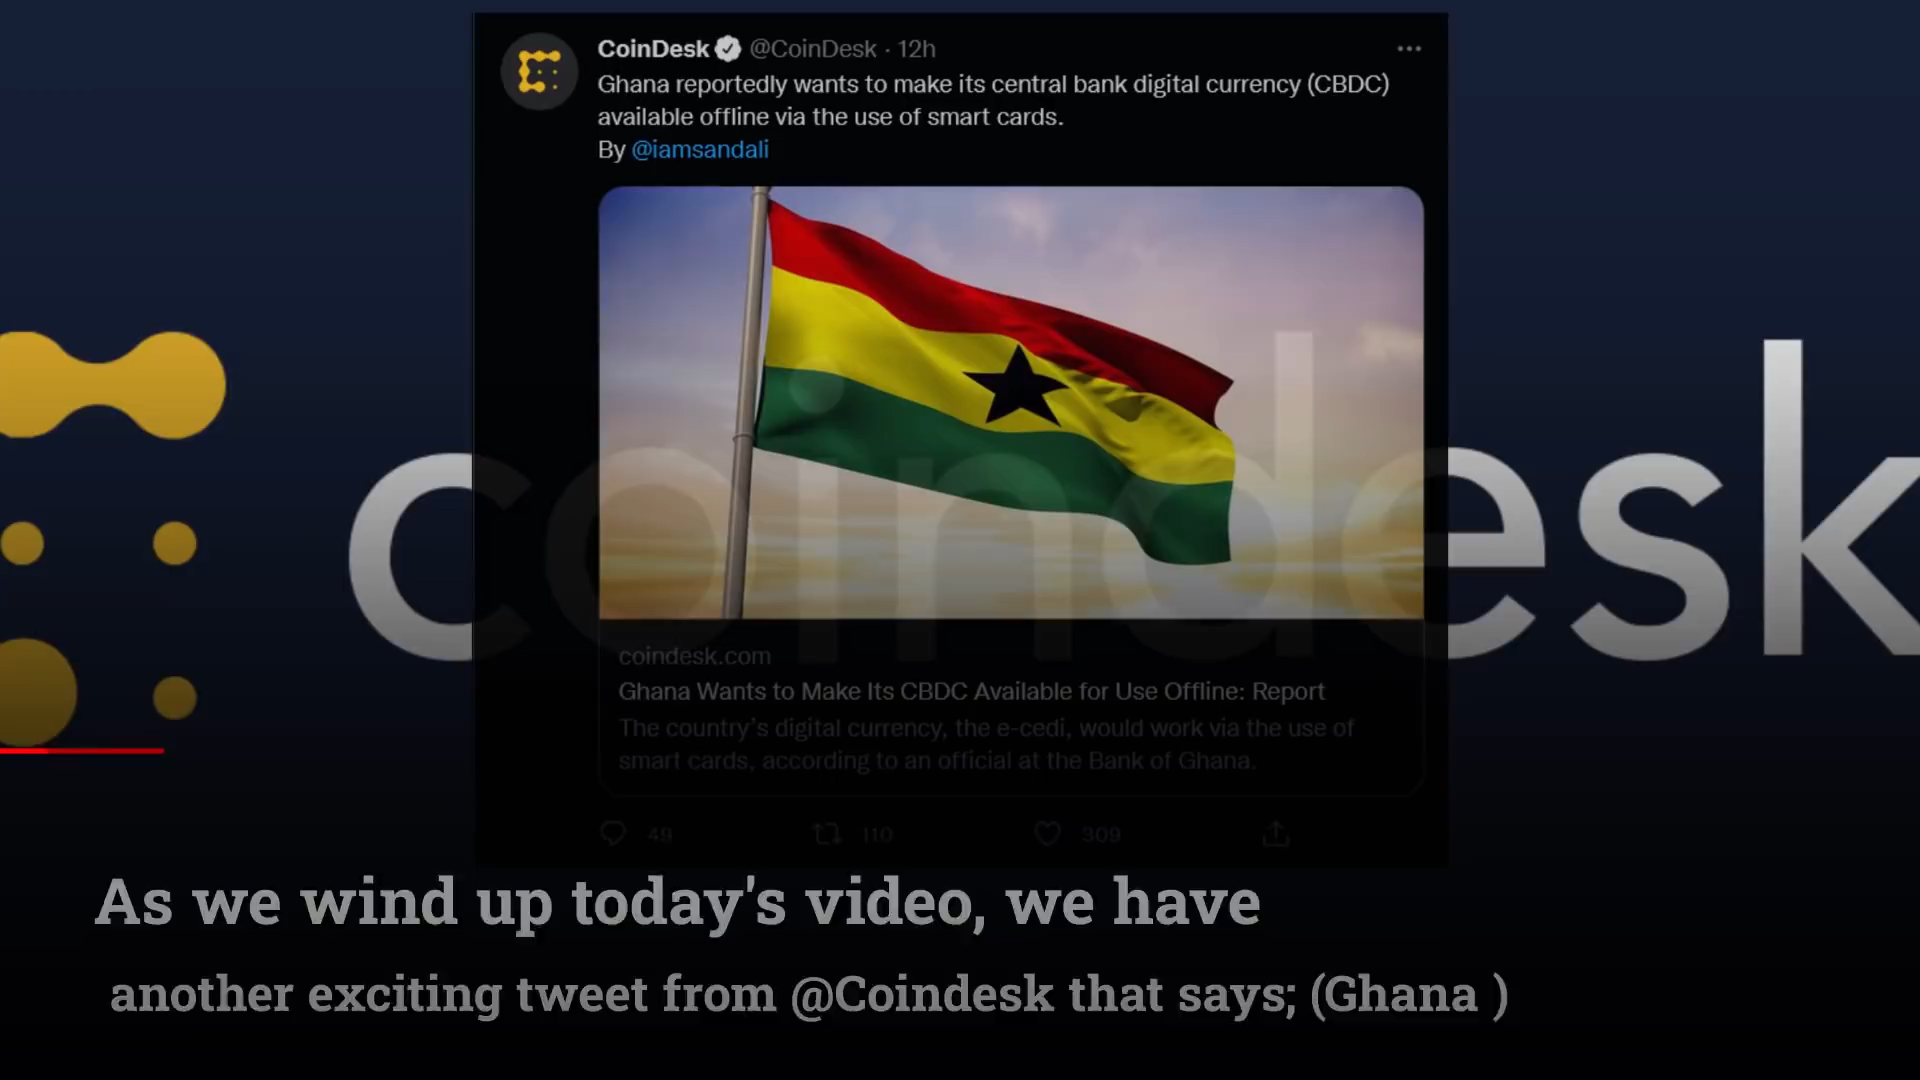 CoinDesk @CoinDesk · 12h
Ghana reportedly wants to make its central bank digital currency (CBDC)
available offline via the use of smart cards.
By @iamsandali
coindesk
coindesk.com
Ghana Wants to Make Its CBDC Available for Use Offline: Report
The country's digital currency, the e-cedi, would work via the use of
smart cards, according to an official at the Bank of Ghana.
49 110 309
As we wind up today's video, we have
another exciting tweet from @Coindesk that says; (Ghana )